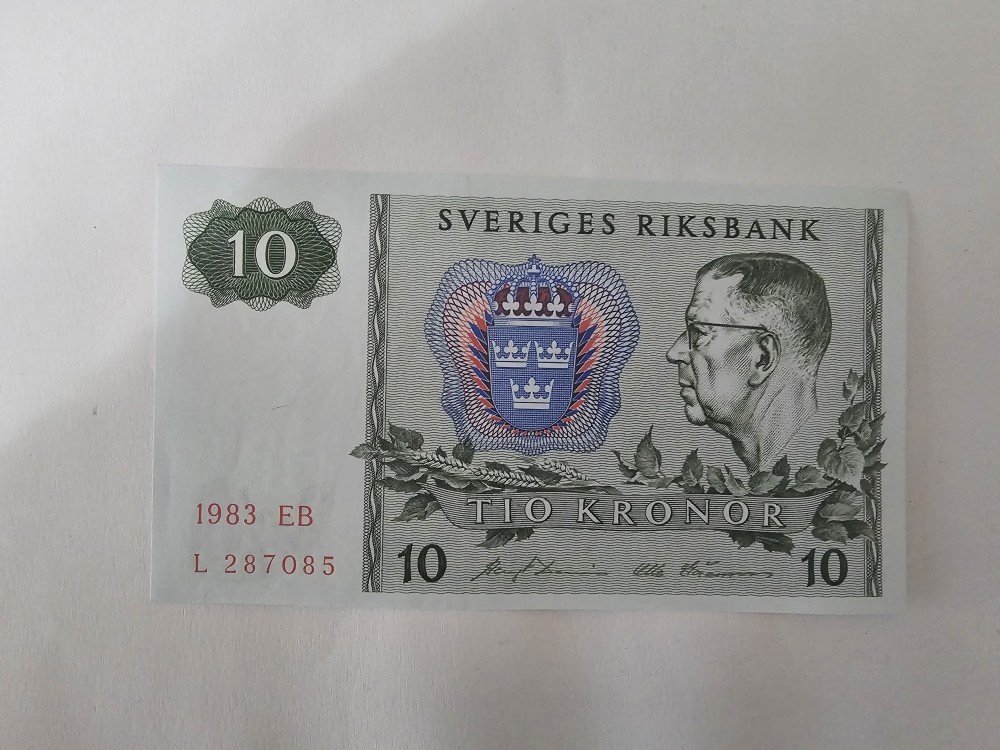 10
SVERIGES RIKSBANK
TIO KRONOR
1983 EB
L 287085
10
10